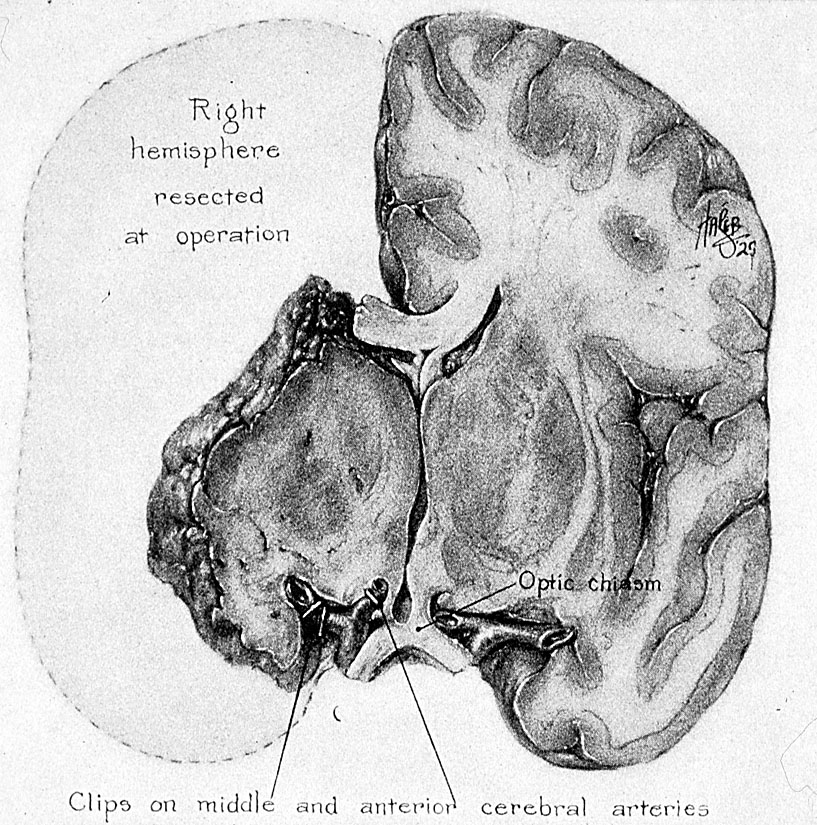 Right
hemisphere
resected
at operation
Optic chiasm
Clips on middle and anterior cerebral arteries